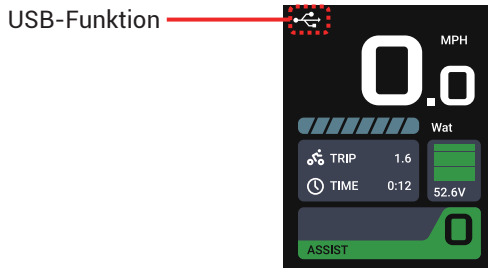 USB-Funktion
MPH
0.0
Wat
TRIP 1.6
TIME 0:12
52.6V
0
ASSIST